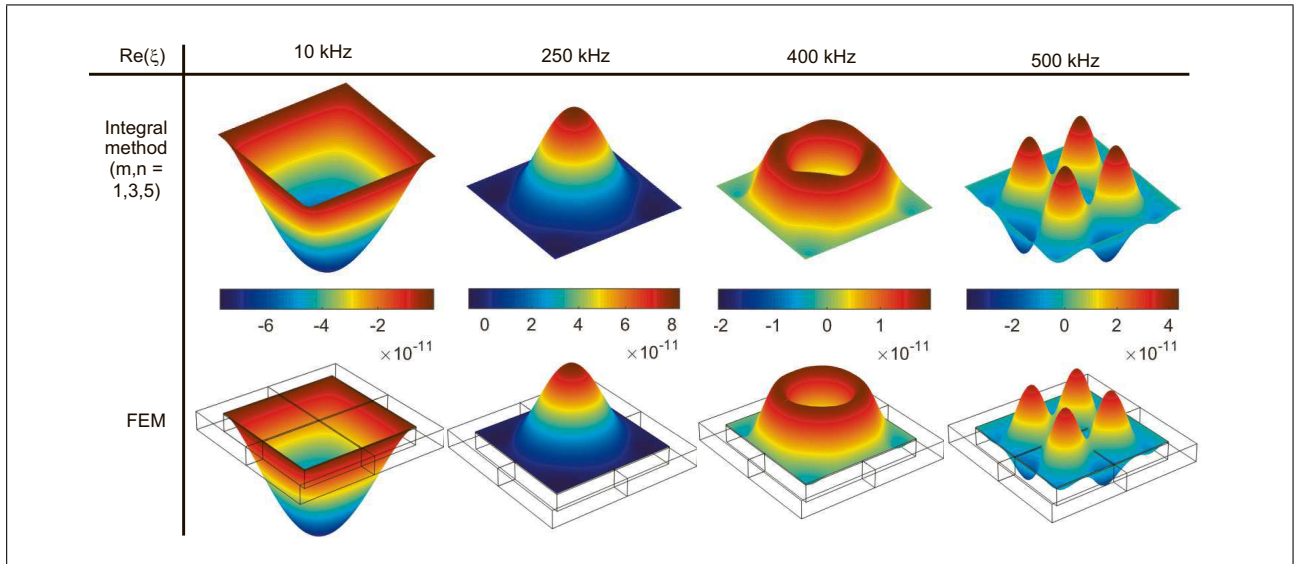 Re(ξ) 10 kHz 250 kHz 400 kHz 500 kHz
Integral
method
(m,n =
1,3,5)
-6 -4 -2 0 2 4 6 8 -2 -1 0 1 -2 0 2 4
×10⁻¹¹ ×10⁻¹¹ ×10⁻¹¹ ×10⁻¹¹
FEM